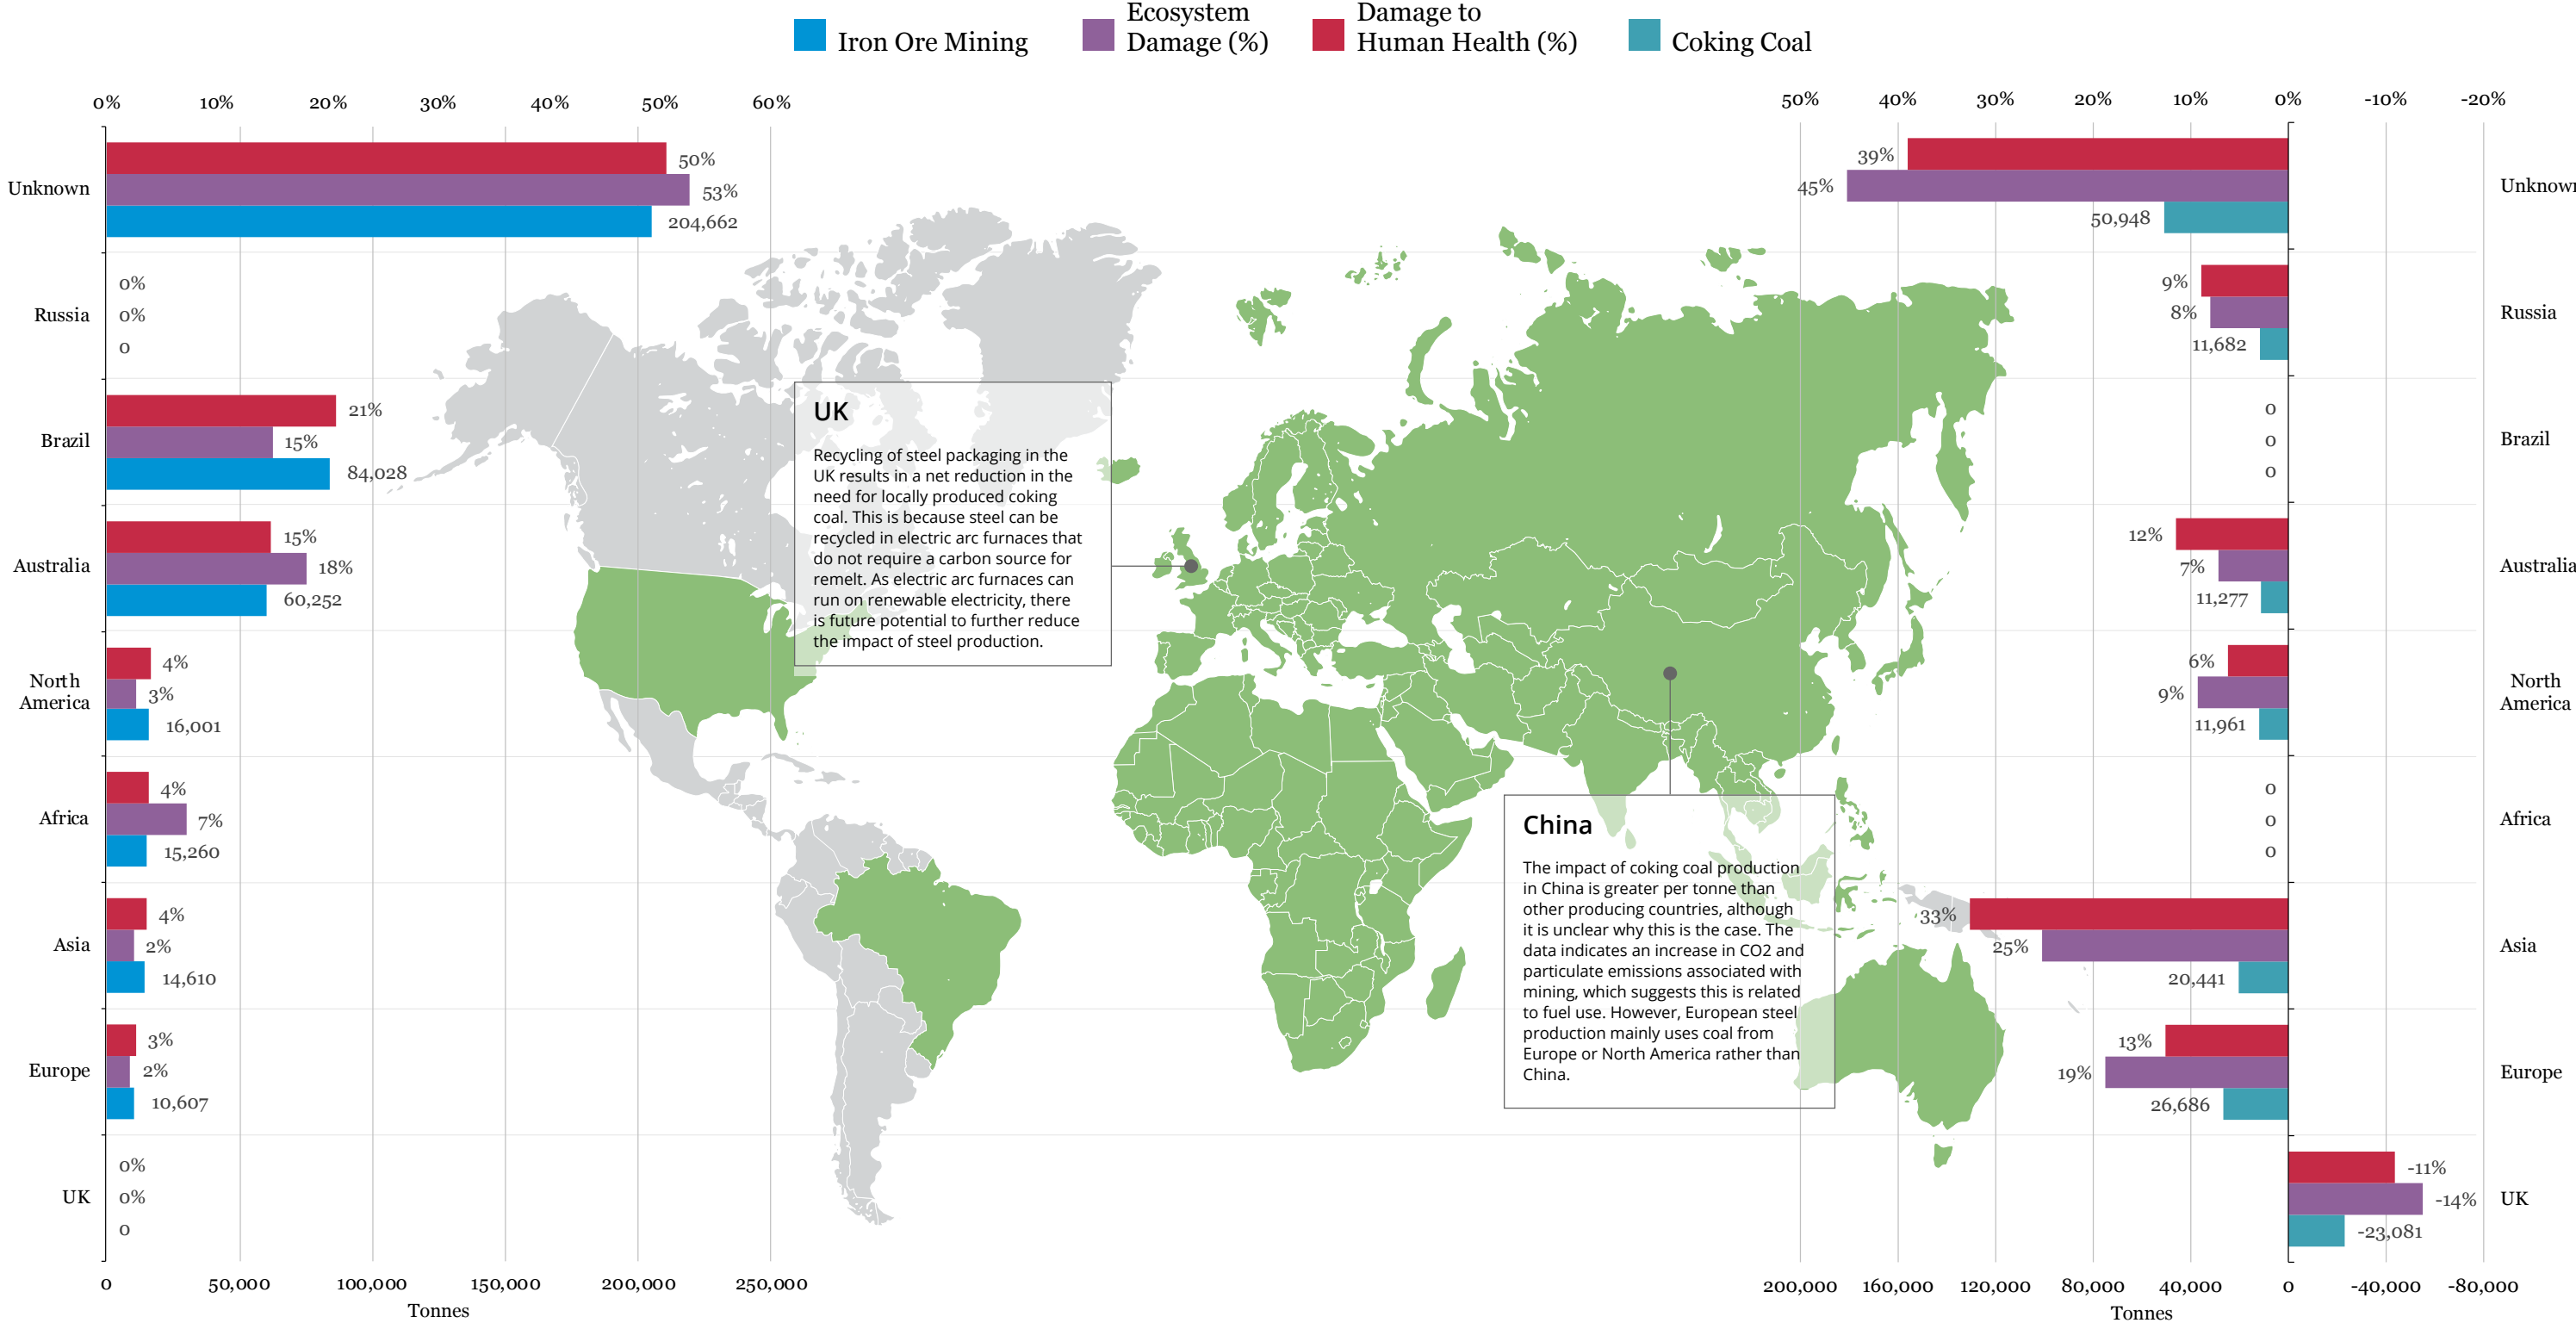 Iron Ore Mining
Ecosystem
Damage (%)
Damage to
Human Health (%)
Coking Coal
0% 10% 20% 30% 40% 50% 60%
Unknown
50%
53%
204,662
Russia
0%
0%
0
Brazil
21%
15%
84,028
Australia
15%
18%
60,252
North
America
4%
3%
16,001
Africa
4%
7%
15,260
Asia
4%
2%
14,610
Europe
3%
2%
10,607
UK
0%
0%
0
0 50,000 100,000 150,000 200,000 250,000
Tonnes
UK
Recycling of steel packaging in the
UK results in a net reduction in the
need for locally produced coking
coal. This is because steel can be
recycled in electric arc furnaces that
do not require a carbon source for
remelt. As electric arc furnaces can
run on renewable electricity, there
is future potential to further reduce
the impact of steel production.
China
The impact of coking coal production
in China is greater per tonne than
other producing countries, although
it is unclear why this is the case. The
data indicates an increase in CO2 and
particulate emissions associated with
mining, which suggests this is related
to fuel use. However, European steel
production mainly uses coal from
Europe or North America rather than
China.
50% 40% 30% 20% 10% 0% -10% -20%
39%
45%
50,948
Unknown
9%
8%
11,682
Russia
0
0
0
Brazil
12%
7%
11,277
Australia
6%
9%
11,961
North
America
0
0
0
Africa
33%
25%
20,441
Asia
13%
19%
26,686
Europe
-11%
-14%
-23,081
UK
200,000 160,000 120,000 80,000 40,000 0 -40,000 -80,000
Tonnes